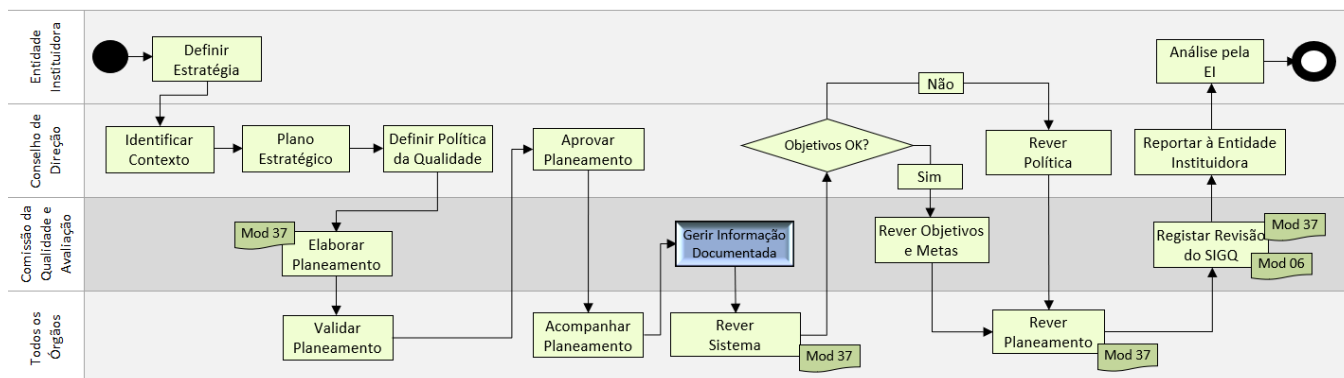 Entidade
Instituidora
Definir
Estratégia
Não
Análise pela
EI
Conselho de
Direção
Identificar
Contexto
Plano
Estratégico
Definir Política
da Qualidade
Aprovar
Planeamento
Objetivos OK?
Sim
Rever
Política
Reportar à Entidade
Instituidora
Comissão da
Qualidade e
Avaliação
Mod 37
Elaborar
Planeamento
Gerir Informação
Documentada
Rever Objetivos
e Metas
Mod 37
Registar Revisão
do SIGQ
Mod 06
Todos os
Órgãos
Validar
Planeamento
Acompanhar
Planeamento
Rever
Sistema
Mod 37
Rever
Planeamento
Mod 37